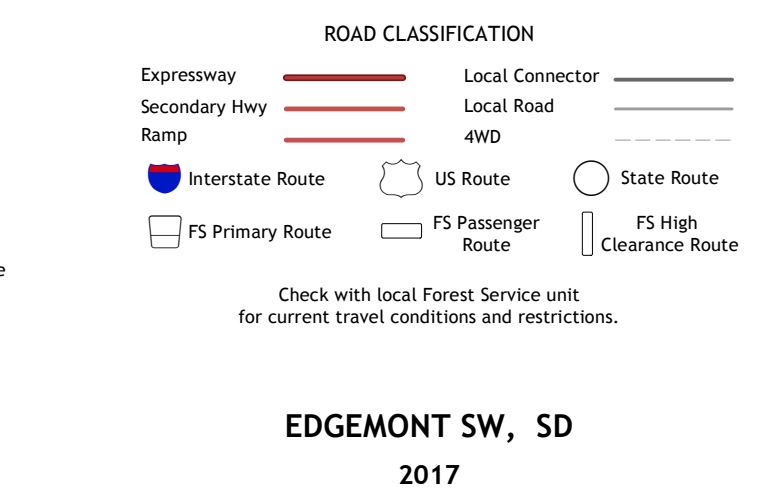 ROAD CLASSIFICATION
Expressway
Local Connector
Secondary Hwy
Local Road
Ramp
4WD
Interstate Route
US Route
State Route
FS Primary Route
FS Passenger
Route
FS High
Clearance Route
e
Check with local Forest Service unit
for current travel conditions and restrictions.
EDGEMONT SW, SD
2017